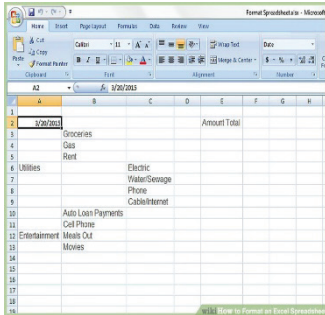 Format Spreadsheet.xlsx - Microsoft
Home Insert Page Layout Formulas Data Review View
Cut
Copy
Format Painter
Paste
Calibri 11
Wrap Text
Merge & Center
Date
Clipboard Font Alignment Number
A2 fx 3/20/2013
A B C D E F G H
1
2 3/20/2013 Amount Total
3 Groceries
4 Gas
5 Rent
6 Utilities Electric
7 Water/Sewage
8 Phone
9 Cable/Internet
10 Auto Loan Payments
11 Cell Phone
12 Entertainment Meals Out
13 Movies
14
15
16
17
18
19
wiki How to Format an Excel Spreadsheet